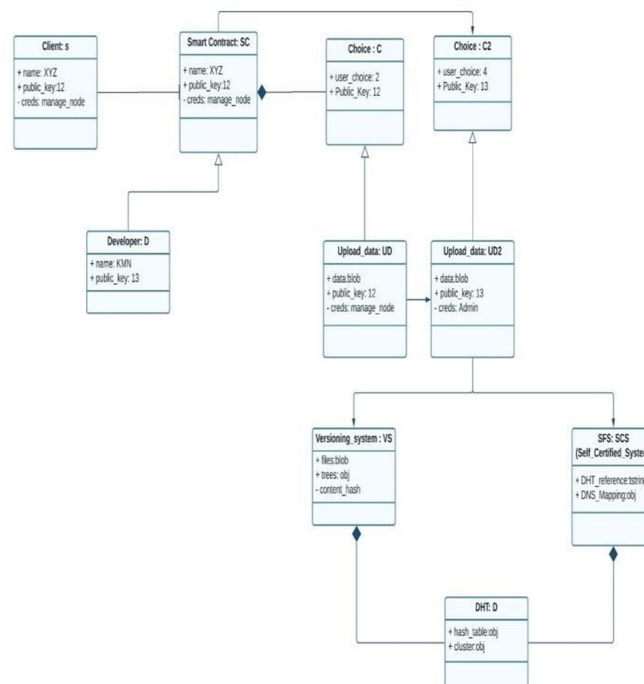 Client: s
+ name: XYZ
+ public_key:12
- creds: manage_node
Smart Contract: SC
+ name: XYZ
+ public_key:12
- creds: manage_node
Choice : C
+ user_choice: 2
+ Public_Key: 12
Choice : C2
+ user_choice: 4
+ Public_Key: 13
Developer: D
+ name: KMN
+ public_key: 13
Upload_data: UD
+ data:blob
+ public_key: 12
- creds: manage_node
Upload_data: UD2
+ data:blob
+ public_key: 13
- creds: Admin
Versioning_system : VS
+ files:blob
+ trees: obj
- content_hash
SFS: SCS
(Self_Certified_System
+ DHT_reference:tstring
+ DNS_Mapping:obj
DHT: D
+ hash_table:obj
+ cluster:obj